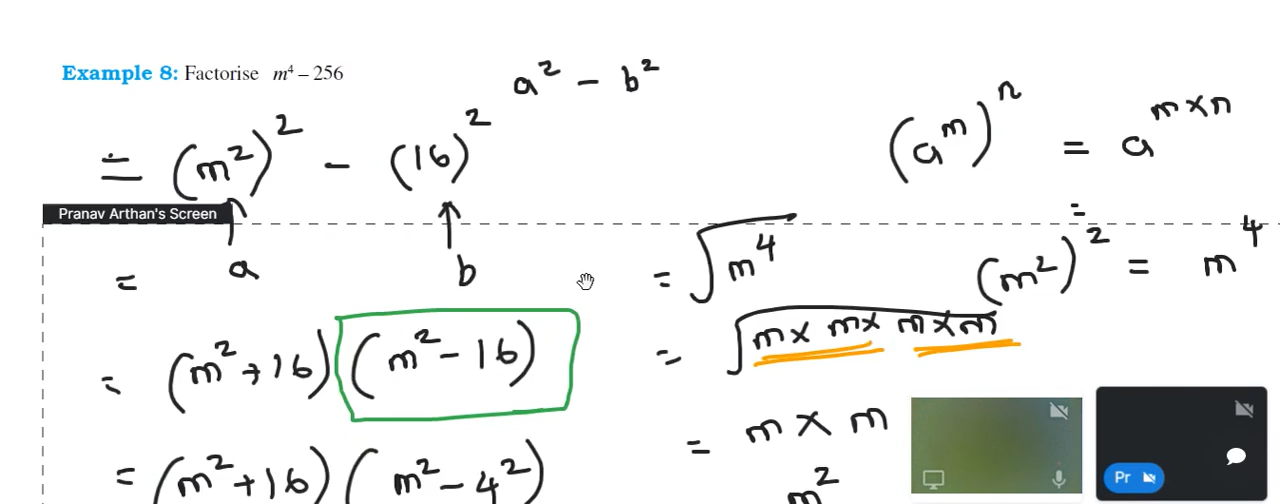 Example 8: Factorise m⁴ – 256
a² – b²
= (m²)² – (16)²
(aᵐ)ⁿ = aᵐˣⁿ
Pranav Arthan's Screen
a
b
=
= √m⁴
=
(m²)² = m⁴
= (m²+16)(m²–16)
= √m× m× m×m
= (m²+16)(m²–4²)
= m × m
m²
Pr